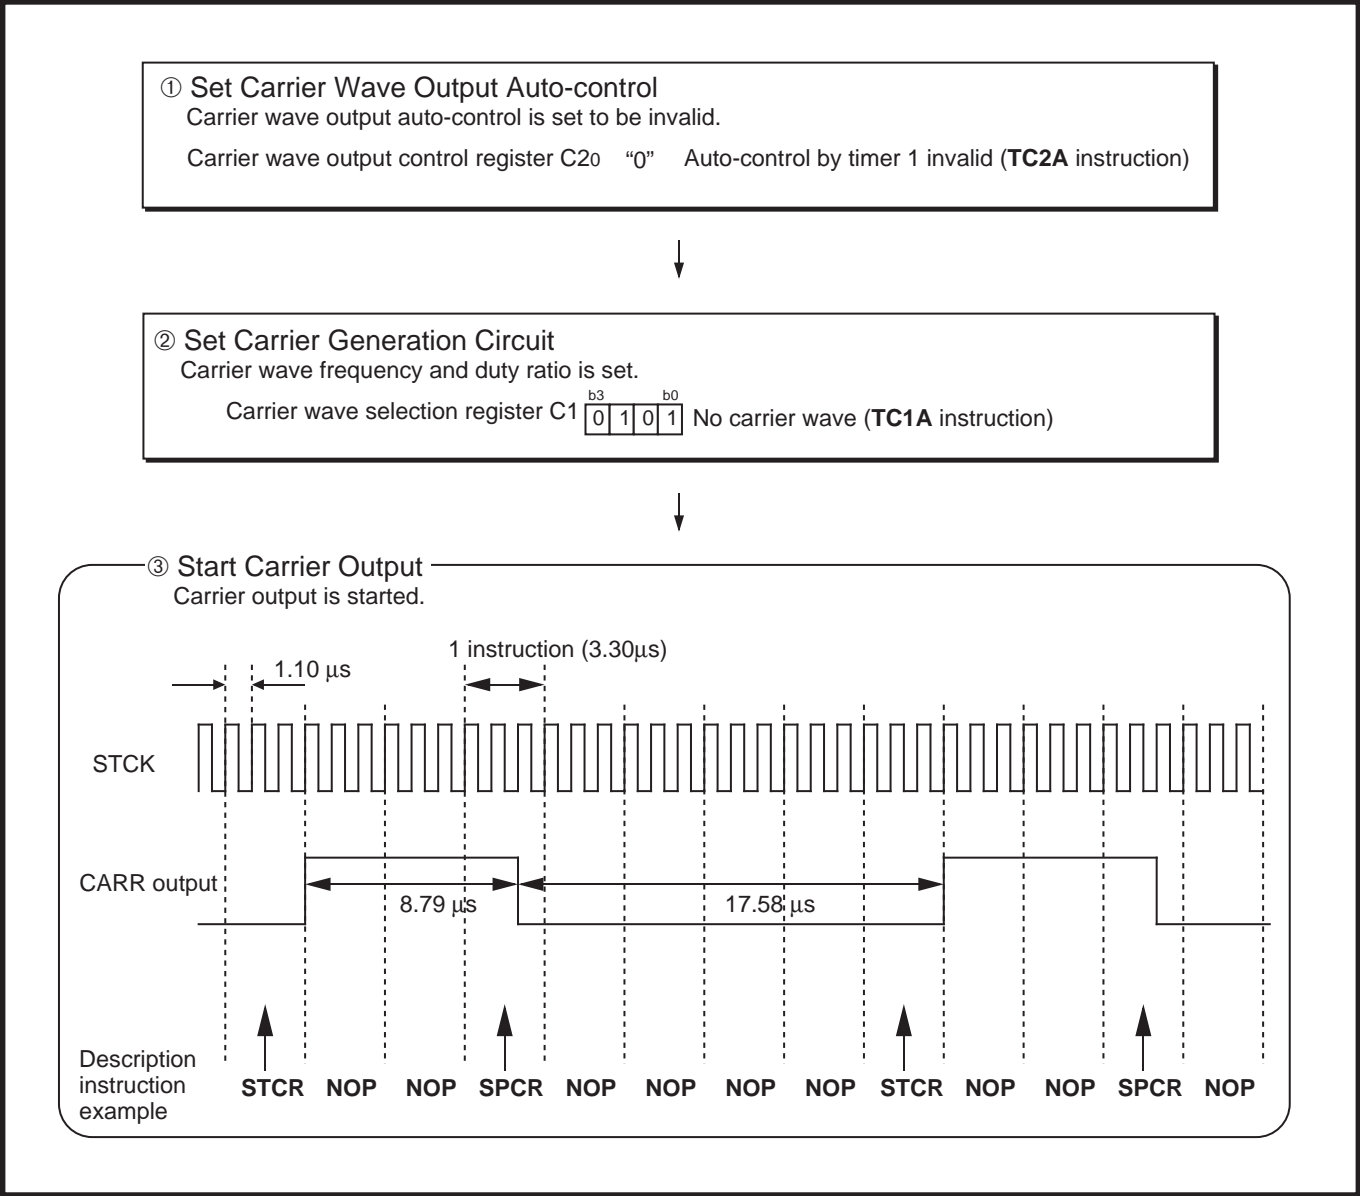 ① Set Carrier Wave Output Auto-control
Carrier wave output auto-control is set to be invalid.
Carrier wave output control register C20 “0” Auto-control by timer 1 invalid (TC2A instruction)
② Set Carrier Generation Circuit
Carrier wave frequency and duty ratio is set.
b3 b0
Carrier wave selection register C1 0 1 0 1 No carrier wave (TC1A instruction)
③ Start Carrier Output
Carrier output is started.
1 instruction (3.30μs)
1.10 μs
STCK
CARR output
8.79 μs 17.58 μs
Description
instruction
example
STCR NOP NOP SPCR NOP NOP NOP NOP STCR NOP NOP SPCR NOP